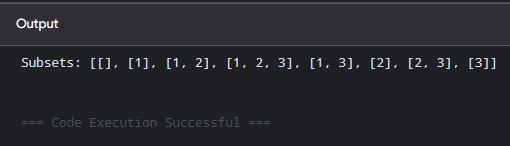 Output
Subsets: [[], [1], [1, 2], [1, 2, 3], [1, 3], [2], [2, 3], [3]]
=== Code Execution Successful ===